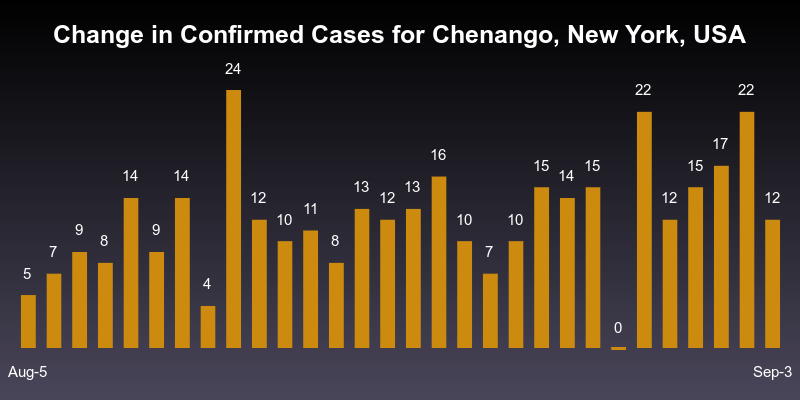 Change in Confirmed Cases for Chenango, New York, USA
5 7 9 8 14 9 14 4 24 12 10 11 8 13 12 13 16 10 7 10 15 14 15 0 22 12 15 17 22 12
Aug-5 Sep-3